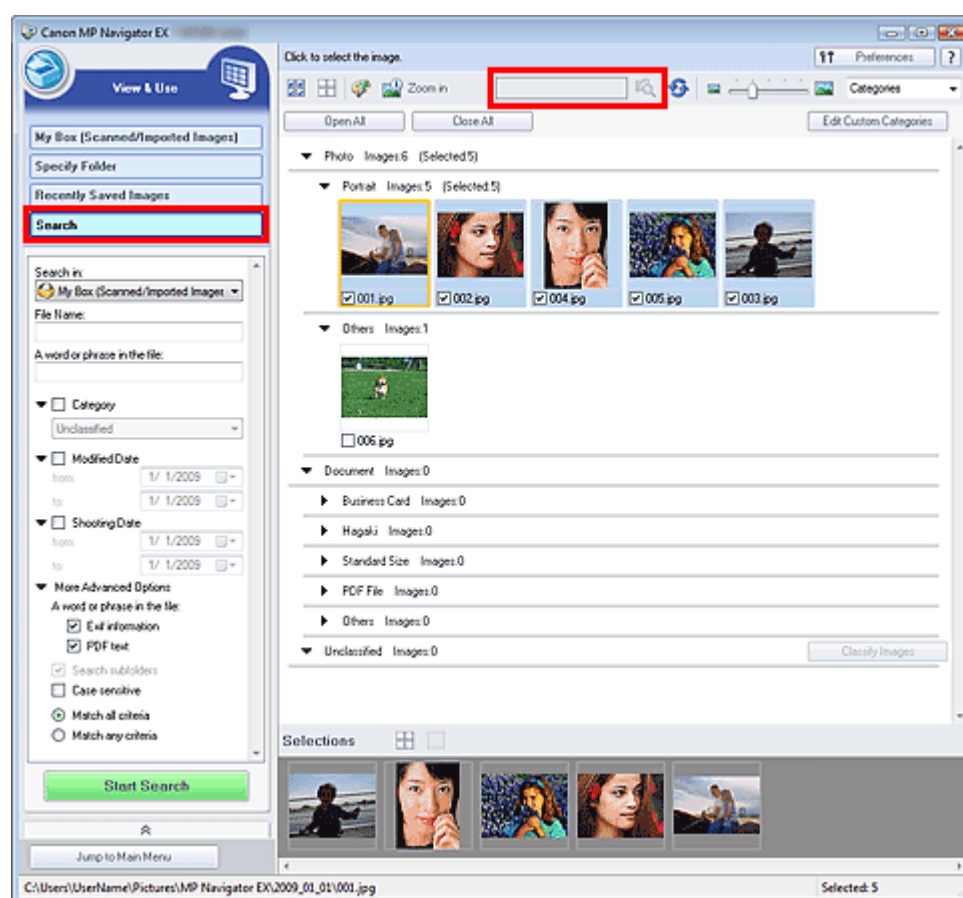 Canon MP Navigator EX
View & Use
My Box (Scanned/Imported Images)
Specify Folder
Recently Saved Images
Search
Search in:
My Box (Scanned/Imported Images
File Name:
A word or phrase in the file:
Category
Unclassified
Modified Date
from: 1/ 1/2009
to: 1/ 1/2009
Shooting Date
from: 1/ 1/2009
to: 1/ 1/2009
More Advanced Options
A word or phrase in the file:
Exif information
PDF text
Search subfolders
Case sensitive
Match all criteria
Match any criteria
Start Search
Jump to Main Menu
Click to select the image.
Preferences ?
Zoom in
Categories
Open All Close All Edit Custom Categories
Photo Images:6 (Selected:5)
Portrait Images:5 (Selected:5)
001.jpg 002.jpg 004.jpg 005.jpg 003.jpg
Others Images:1
006.jpg
Document Images:0
Business Card Images:0
Hagaki Images:0
Standard Size Images:0
PDF File Images:0
Others Images:0
Unclassified Images:0 Classify Images
Selections
C:\Users\UserName\Pictures\MP Navigator EX\2009_01_01\001.jpg
Selected: 5